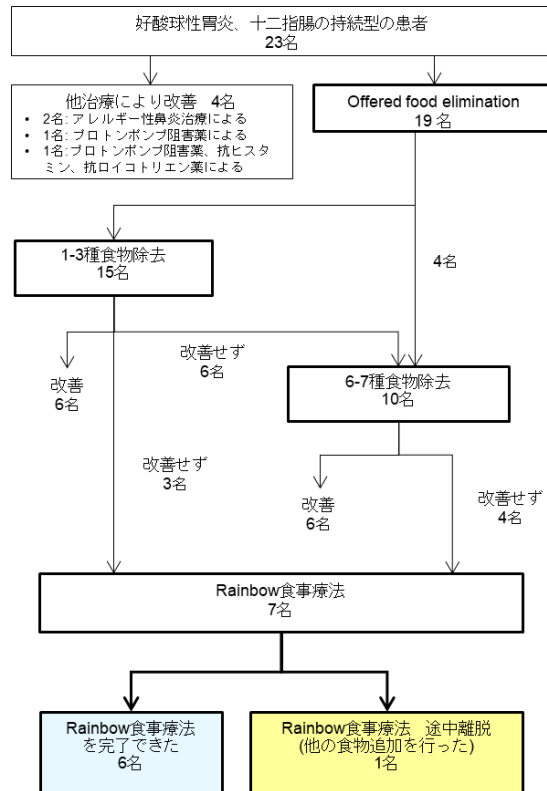 好酸球性胃炎、十二指腸の持続型の患者
23名
他治療により改善　4名
• 2名: アレルギー性鼻炎治療による
• 1名: プロトンポンプ阻害薬による
• 1名: プロトンポンプ阻害薬、抗ヒスタ
ミン、抗ロイコトリエン薬による
Offered food elimination
19 名
1-3種食物除去
15名
4名
改善せず
6名
改善
6名
6-7種食物除去
10名
改善せず
3名
改善
6名
改善せず
4名
Rainbow食事療法
7名
Rainbow食事療法
を完了できた
6名
Rainbow食事療法　途中離脱
(他の食物追加を行った)
1名